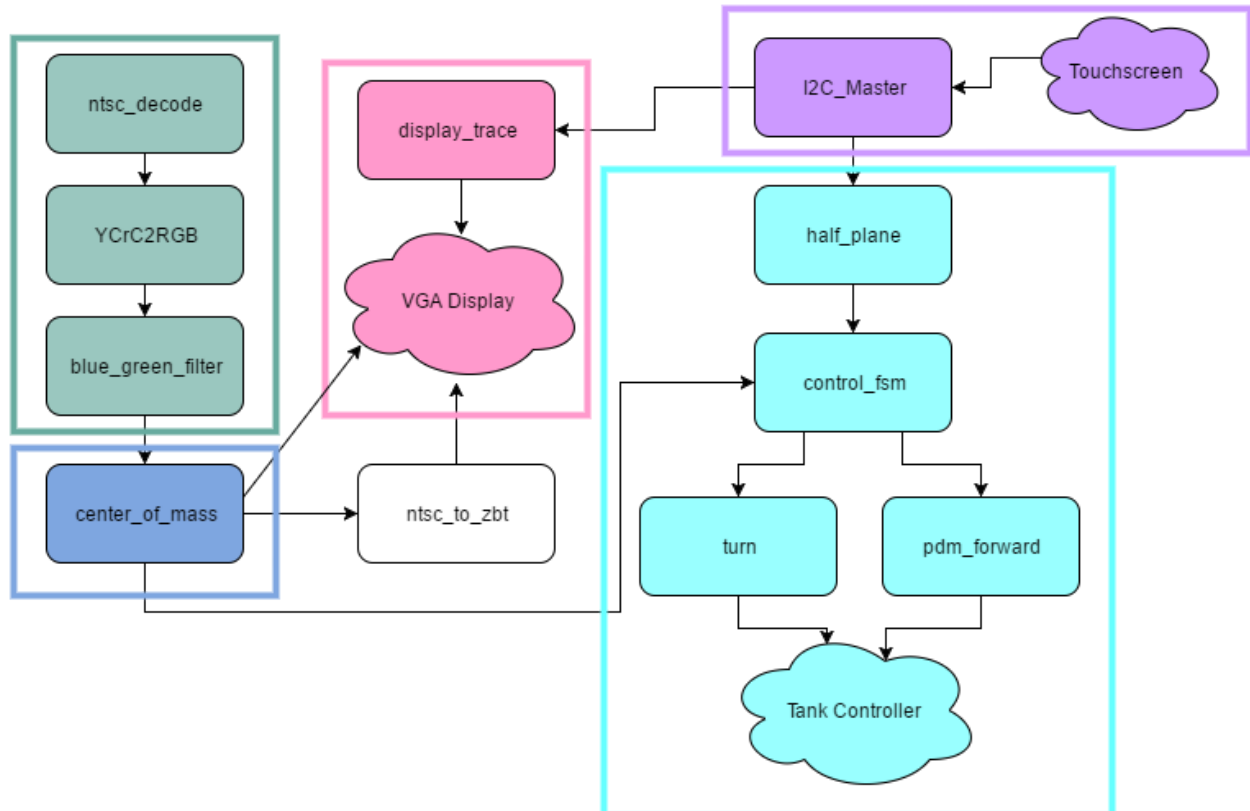 ntsc_decode
YCrC2RGB
blue_green_filter
center_of_mass
display_trace
VGA Display
ntsc_to_zbt
I2C_Master
Touchscreen
half_plane
control_fsm
turn
pdm_forward
Tank Controller